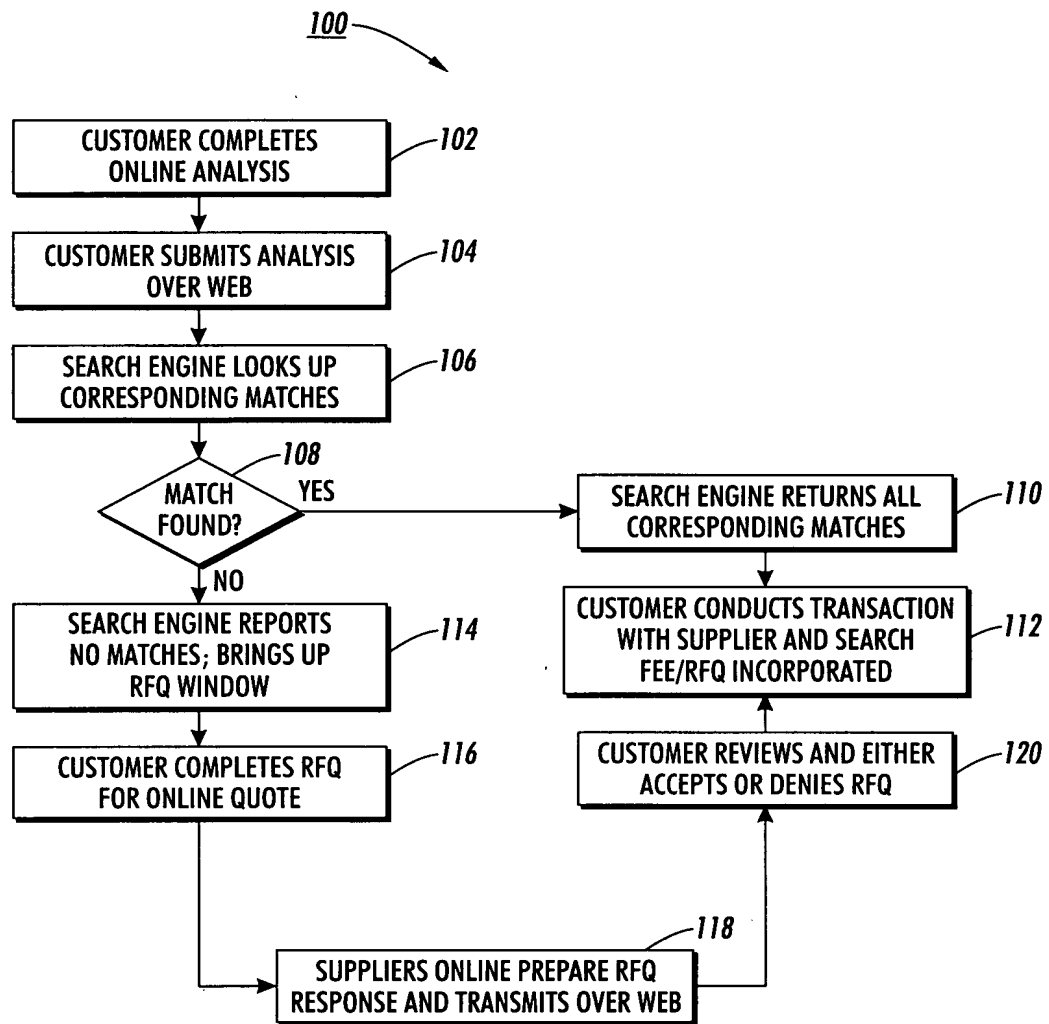 100
CUSTOMER COMPLETES
ONLINE ANALYSIS
102
CUSTOMER SUBMITS ANALYSIS
OVER WEB
104
SEARCH ENGINE LOOKS UP
CORRESPONDING MATCHES
106
108
MATCH
FOUND?
YES
NO
SEARCH ENGINE RETURNS ALL
CORRESPONDING MATCHES
110
CUSTOMER CONDUCTS TRANSACTION
WITH SUPPLIER AND SEARCH
FEE/RFQ INCORPORATED
112
SEARCH ENGINE REPORTS
NO MATCHES; BRINGS UP
RFQ WINDOW
114
CUSTOMER COMPLETES RFQ
FOR ONLINE QUOTE
116
CUSTOMER REVIEWS AND EITHER
ACCEPTS OR DENIES RFQ
120
118
SUPPLIERS ONLINE PREPARE RFQ
RESPONSE AND TRANSMITS OVER WEB